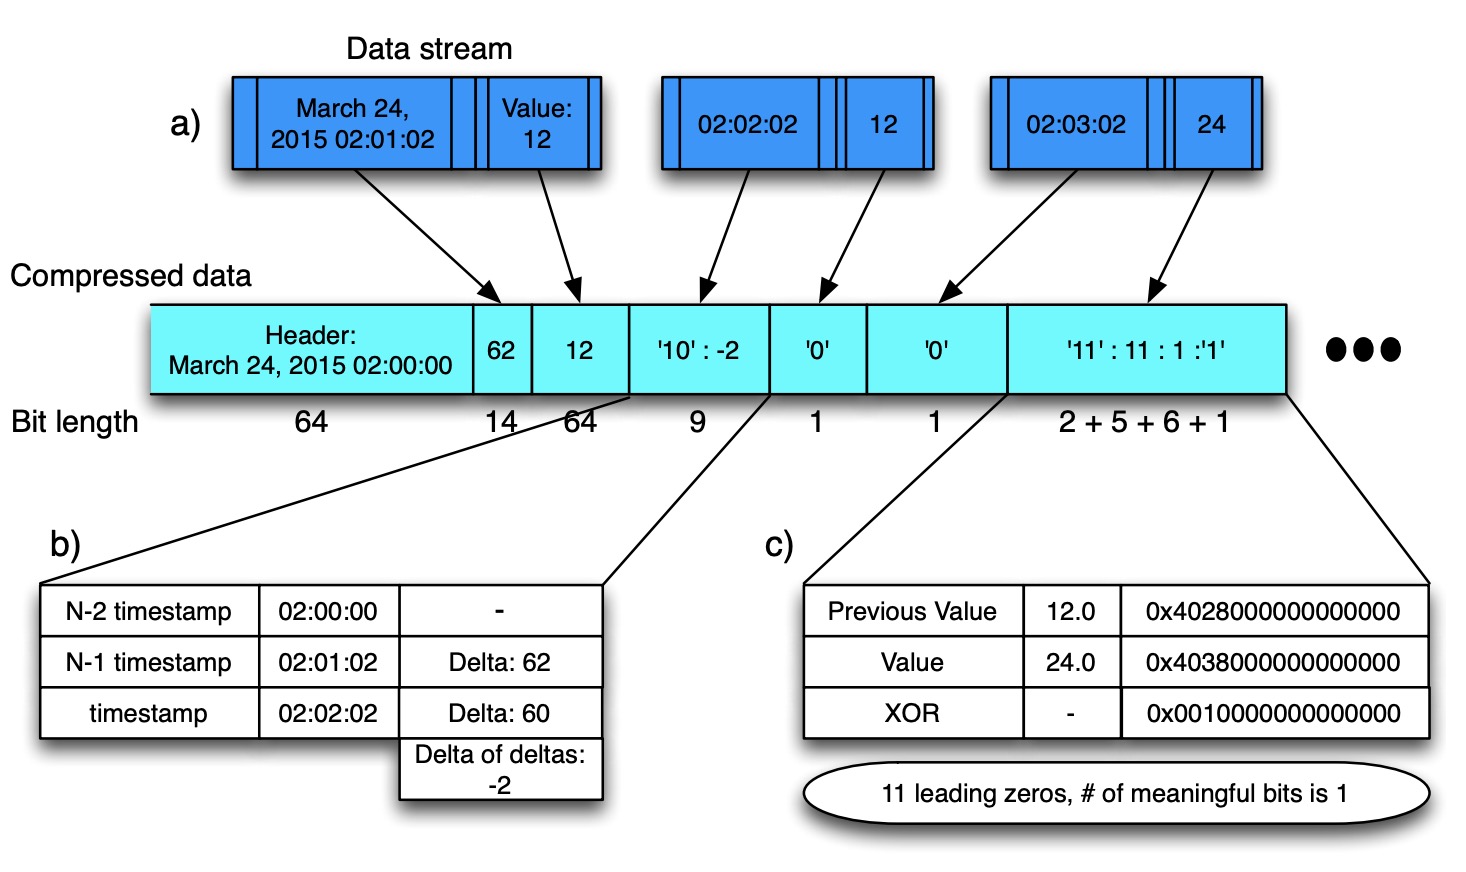 Data stream
a)
March 24,
2015 02:01:02
Value:
12
02:02:02
12
02:03:02
24
Compressed data
Header:
March 24, 2015 02:00:00
62
12
'10' : -2
'0'
'0'
'11' : 11 : 1 :'1'
Bit length
64
14
64
9
1
1
2 + 5 + 6 + 1
b)
N-2 timestamp 02:00:00 -
N-1 timestamp 02:01:02 Delta: 62
timestamp 02:02:02 Delta: 60
Delta of deltas:
-2
c)
Previous Value 12.0 0x4028000000000000
Value 24.0 0x4038000000000000
XOR - 0x0010000000000000
11 leading zeros, # of meaningful bits is 1